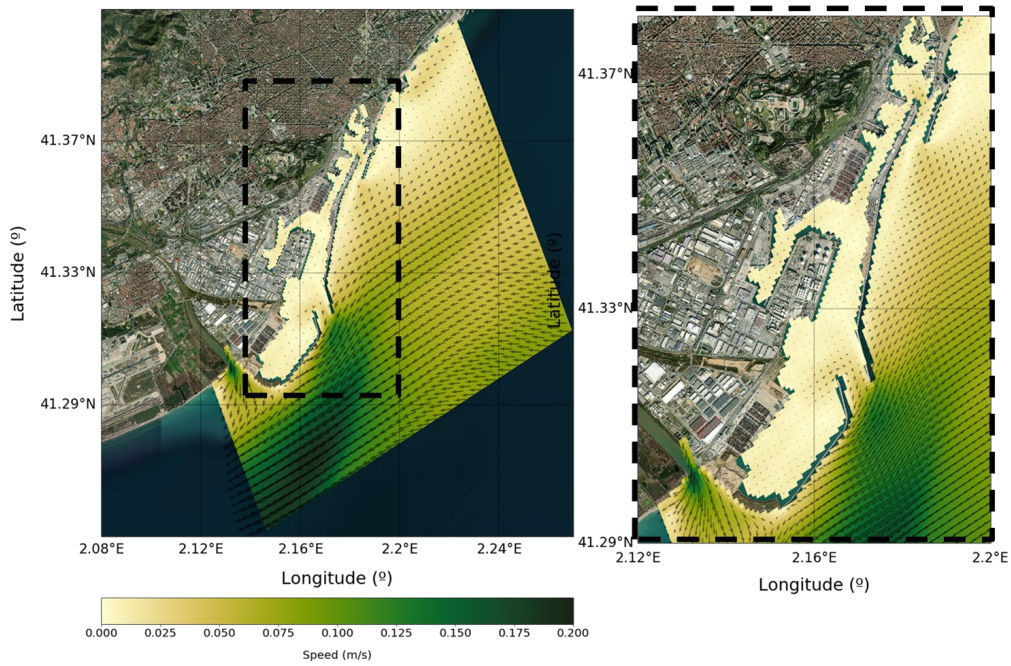 41.37°N
41.33°N
41.29°N
Latitude (º)
2.08°E 2.12°E 2.16°E 2.2°E 2.24°E
Longitude (º)
41.37°N
41.33°N
41.29°N
Latitude (º)
2.12°E 2.16°E 2.2°E
Longitude (º)
0.000 0.025 0.050 0.075 0.100 0.125 0.150 0.175 0.200
Speed (m/s)